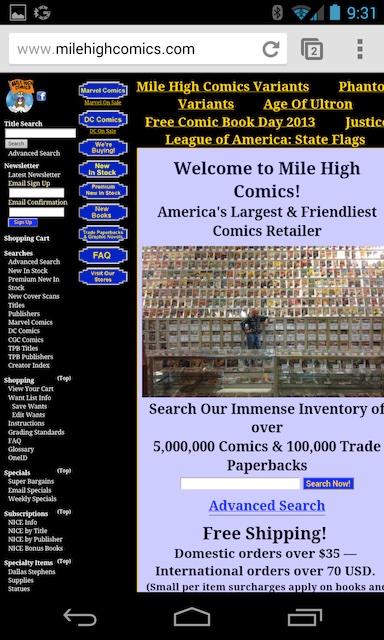 9:31
www.milehighcomics.com
2
MILE HIGH
COMICS
Title Search
Search
Advanced Search
Newsletter
Latest Newsletter
Email Sign Up
Email Confirmation
Sign Up
Shopping Cart
Searches
Advanced Search
New In Stock
Premium New In
Stock
New Cover Scans
Titles
Publishers
Marvel Comics
DC Comics
CGC Comics
TPB Titles
TPB Publishers
Creator Index
Shopping (Top)
View Your Cart
Want List Info
Save Wants
Edit Wants
Instructions
Grading Standards
FAQ
Glossary
OneID
Specials (Top)
Super Bargains
Email Specials
Weekly Specials
Subscriptions (Top)
NICE Info
NICE by Title
NICE by Publisher
NICE Bonus Books
Specialty Items (Top)
Dallas Stephens
Supplies
Statues
Marvel Comics
Marvel On Sale
DC Comics
DC On Sale
We're
Buying!
New
In Stock
Premium
New In Stock
New
Books
Trade Paperbacks
& Graphic Novels
FAQ
Visit Our
Stores
Mile High Comics Variants Phanto
Variants Age Of Ultron
Free Comic Book Day 2013 Justice
League of America: State Flags
Welcome to Mile High
Comics!
America's Largest & Friendliest
Comics Retailer
Search Our Immense Inventory of
over
5,000,000 Comics & 100,000 Trade
Paperbacks
Search Now!
Advanced Search
Free Shipping!
Domestic orders over $35 —
International orders over 70 USD.
(Small per item surcharges apply on books and